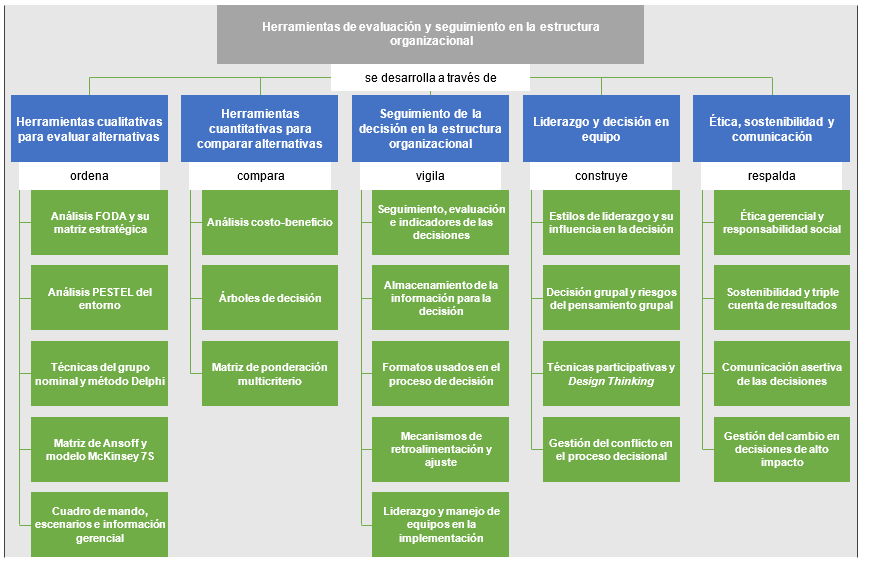 Herramientas de evaluación y seguimiento en la estructura
organizacional
se desarrolla a través de
Herramientas cualitativas
para evaluar alternativas
ordena
Análisis FODA y su
matriz estratégica
Análisis PESTEL del
entorno
Técnicas del grupo
nominal y método Delphi
Matriz de Ansoff y
modelo McKinsey 7S
Cuadro de mando,
escenarios e información
gerencial
Herramientas
cuantitativas para
comparar alternativas
compara
Análisis costo-beneficio
Árboles de decisión
Matriz de ponderación
multicriterio
Seguimiento de la
decisión en la estructura
organizacional
vigila
Seguimiento, evaluación
e indicadores de las
decisiones
Almacenamiento de la
información para la
decisión
Formatos usados en el
proceso de decisión
Mecanismos de
retroalimentación y
ajuste
Liderazgo y manejo de
equipos en la
implementación
Liderazgo y decisión en
equipo
construye
Estilos de liderazgo y su
influencia en la decisión
Decisión grupal y riesgos
del pensamiento grupal
Técnicas participativas y
Design Thinking
Gestión del conflicto en
el proceso decisional
Ética, sostenibilidad y
comunicación
respalda
Ética gerencial y
responsabilidad social
Sostenibilidad y triple
cuenta de resultados
Comunicación asertiva
de las decisiones
Gestión del cambio en
decisiones de alto
impacto